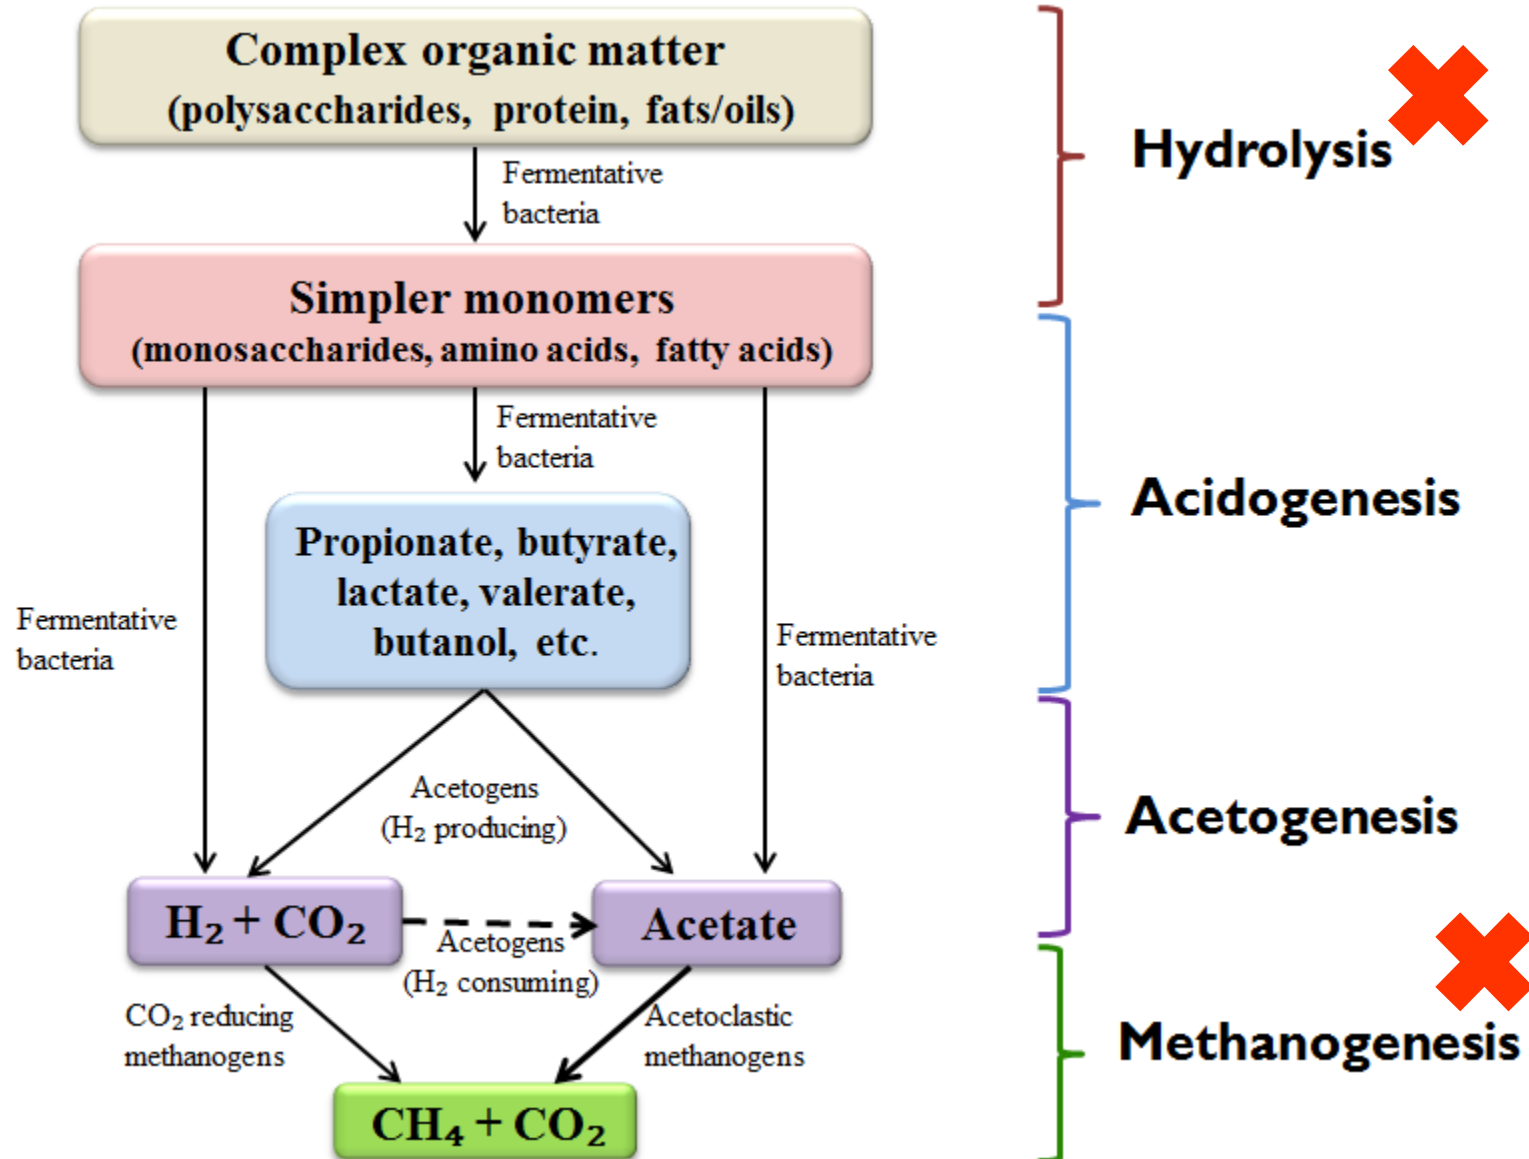 Complex organic matter
(polysaccharides, protein, fats/oils)
Hydrolysis
Fermentative
bacteria
Simpler monomers
(monosaccharides, amino acids, fatty acids)
Fermentative
bacteria
Acidogenesis
Propionate, butyrate,
lactate, valerate,
butanol, etc.
Fermentative
bacteria
Fermentative
bacteria
Acetogens
(H₂ producing)
Acetogenesis
H₂ + CO₂
Acetate
Acetogens
(H₂ consuming)
CO₂ reducing
methanogens
Acetoclastic
methanogens
Methanogenesis
CH₄ + CO₂